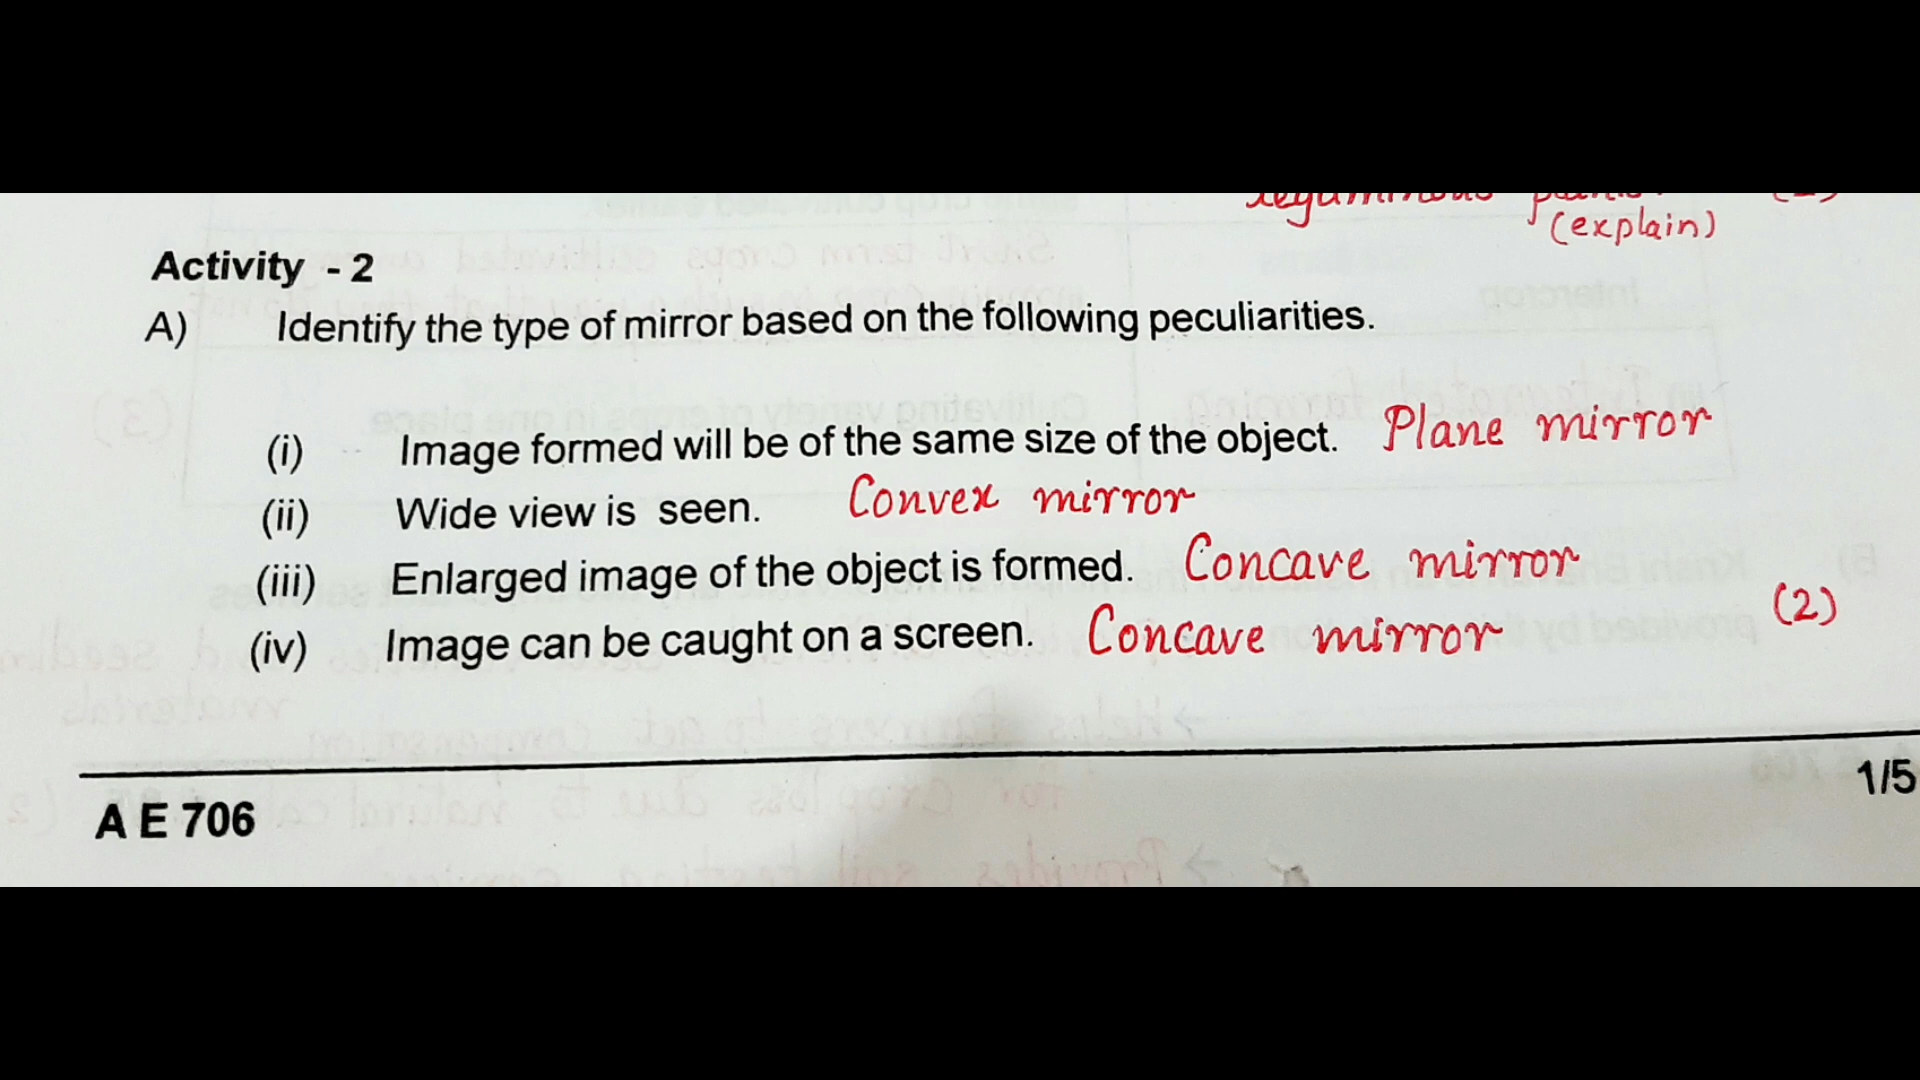 leguminous
(explain)
Activity - 2
A) Identify the type of mirror based on the following peculiarities.
(i) Image formed will be of the same size of the object. Plane mirror
(ii) Wide view is seen. Convex mirror
(iii) Enlarged image of the object is formed. Concave mirror
(iv) Image can be caught on a screen. Concave mirror (2)
1/5
A E 706